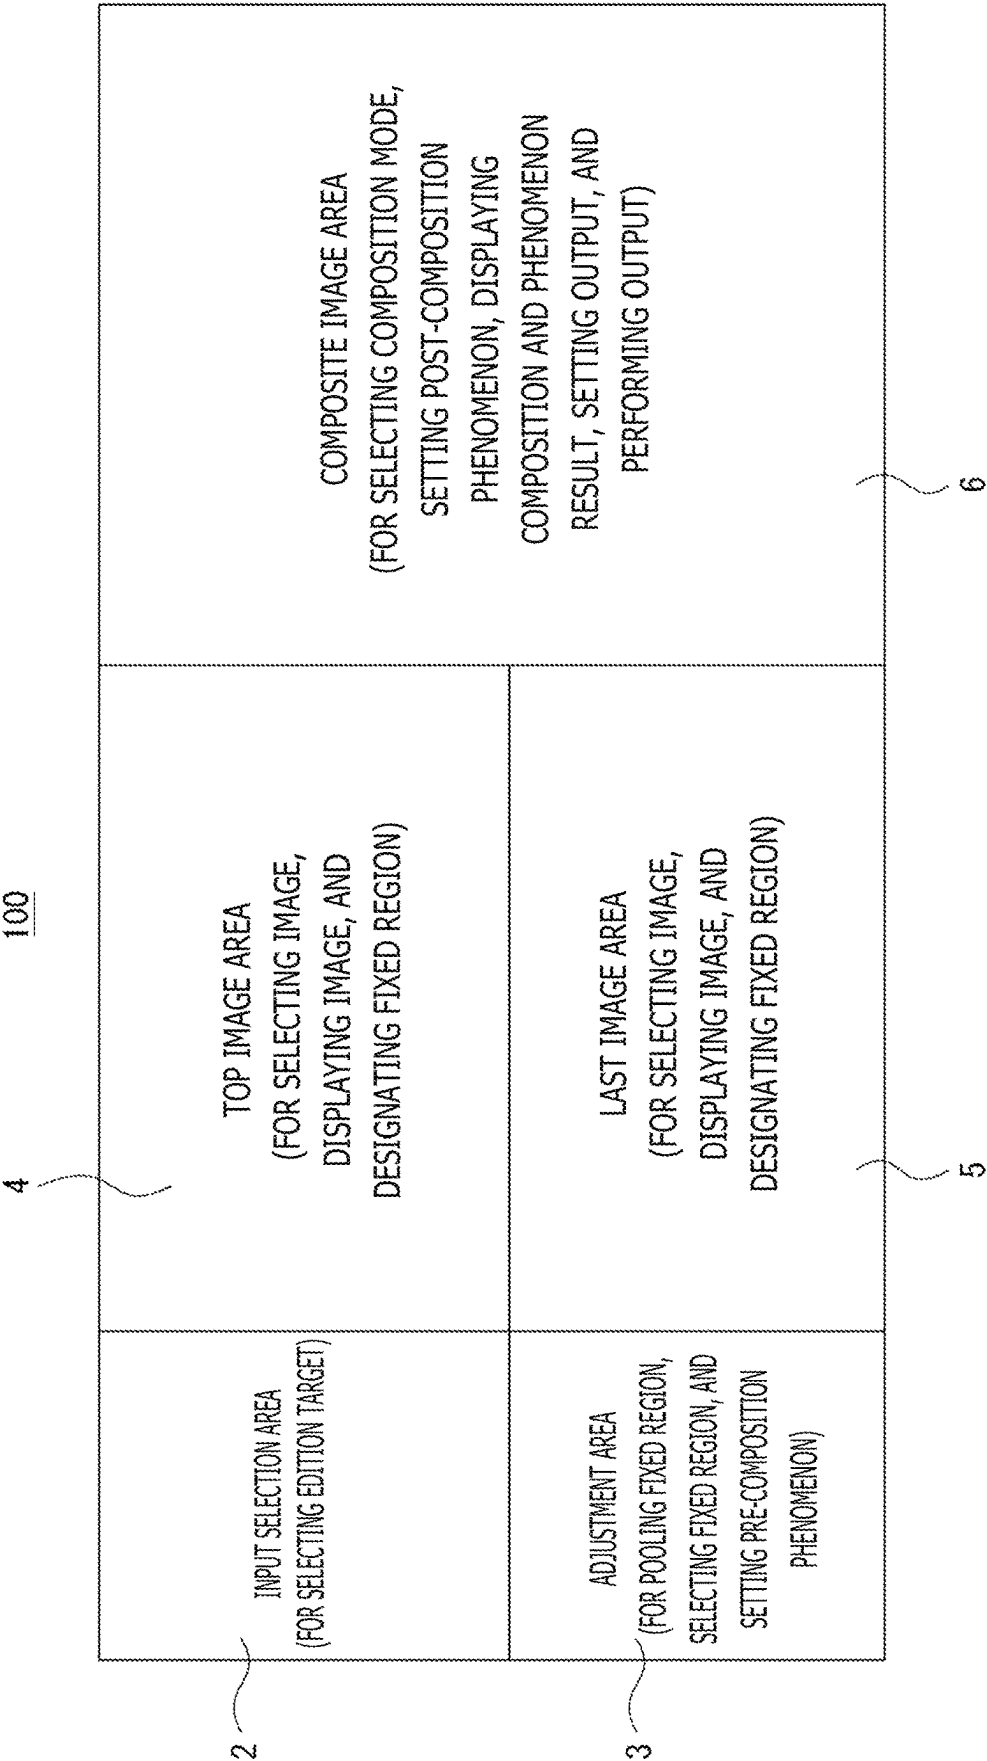 100
4
2
INPUT SELECTION AREA
(FOR SELECTING EDITION TARGET)
TOP IMAGE AREA
(FOR SELECTING IMAGE,
DISPLAYING IMAGE, AND
DESIGNATING FIXED REGION)
COMPOSITE IMAGE AREA
(FOR SELECTING COMPOSITION MODE,
SETTING POST-COMPOSITION
PHENOMENON, DISPLAYING
COMPOSITION AND PHENOMENON
RESULT, SETTING OUTPUT, AND
PERFORMING OUTPUT)
3
ADJUSTMENT AREA
(FOR POOLING FIXED REGION,
SELECTING FIXED REGION, AND
SETTING PRE-COMPOSITION
PHENOMENON)
LAST IMAGE AREA
(FOR SELECTING IMAGE,
DISPLAYING IMAGE, AND
DESIGNATING FIXED REGION)
5
6